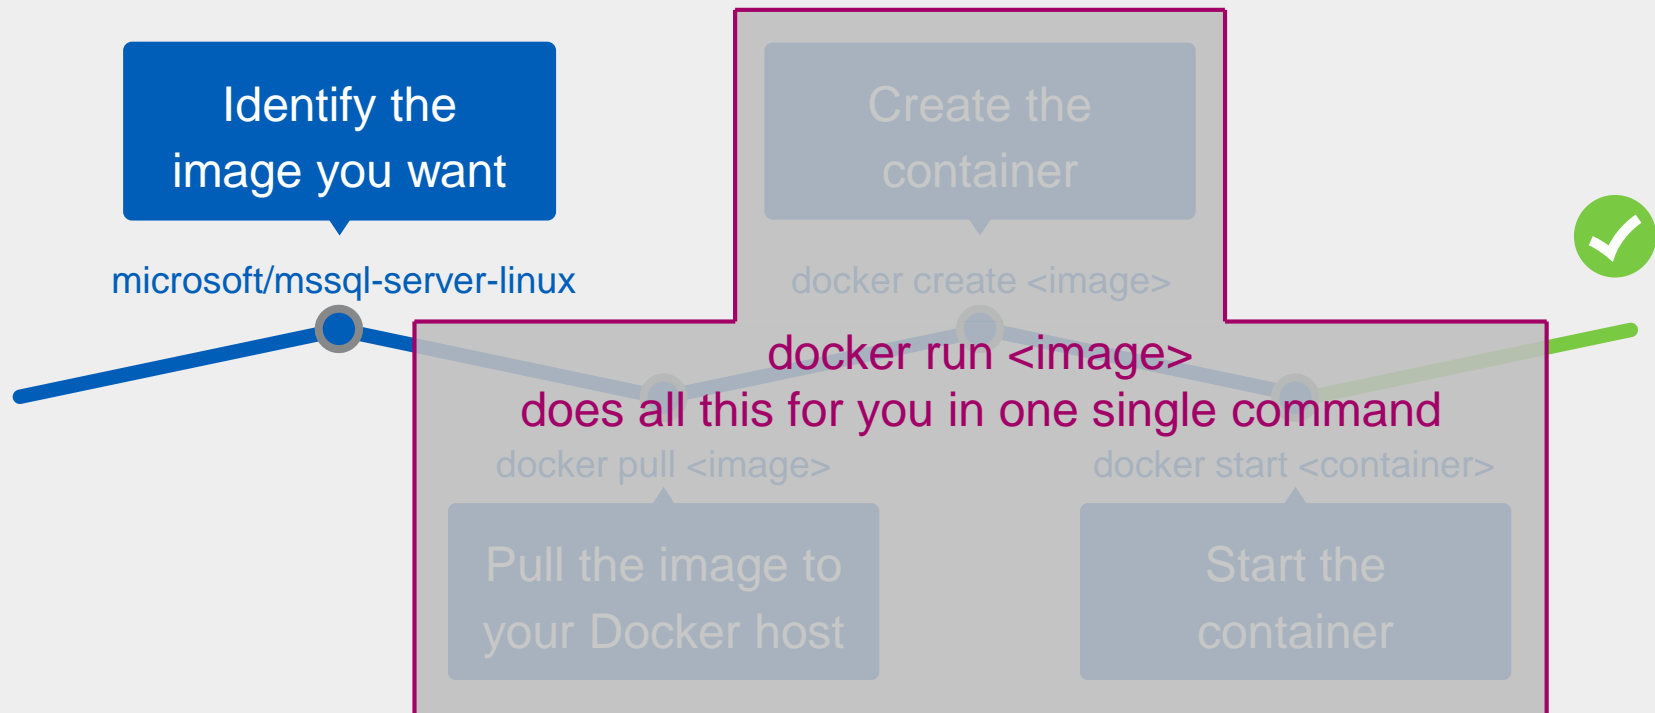 Identify the
image you want
microsoft/mssql-server-linux
Create the
container
docker create <image>
docker run <image>
does all this for you in one single command
docker pull <image>
Pull the image to
your Docker host
docker start <container>
Start the
container